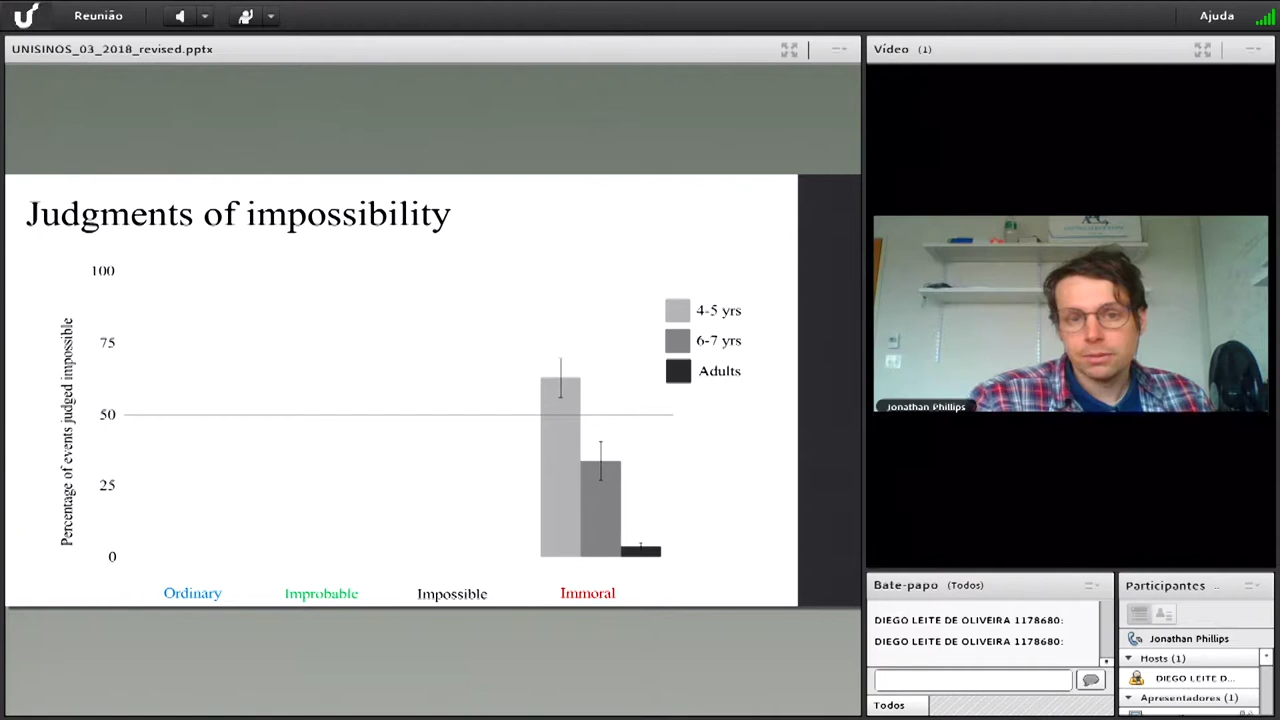 Reunião
Ajuda
UNISINOS_03_2018_revised.pptx
Vídeo (1)
Judgments of impossibility
Percentage of events judged impossible
100
75
50
25
0
4-5 yrs
6-7 yrs
Adults
Ordinary
Improbable
Impossible
Immoral
Jonathan Phillips
Bate-papo (Todos)
DIEGO LEITE DE OLIVEIRA 1178680:
DIEGO LEITE DE OLIVEIRA 1178680:
Todos
Participantes ..
Jonathan Phillips
Hosts (1)
DIEGO LEITE D...
Apresentadores (1)